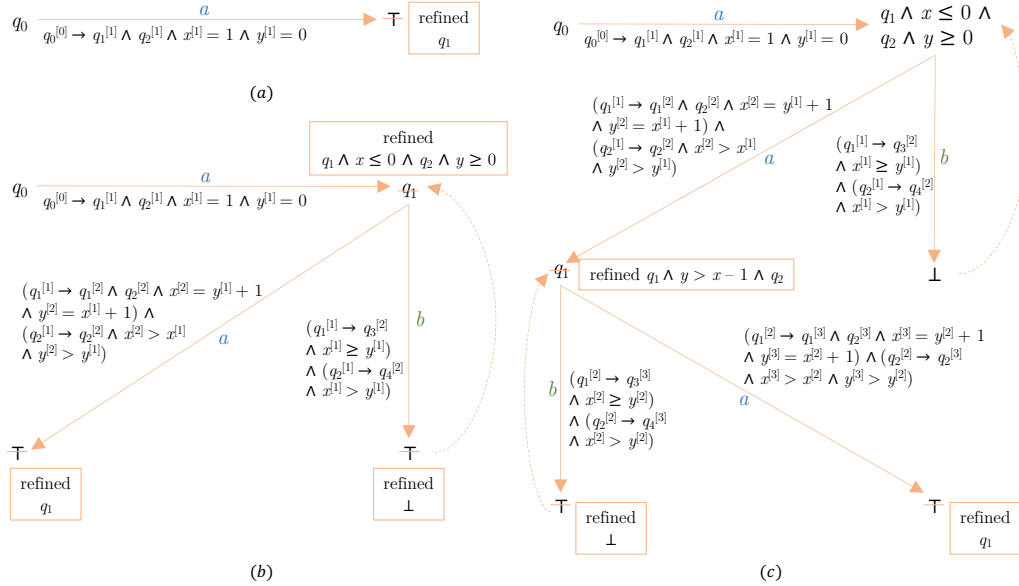 q₀
a
q₀^[0] → q₁^[1] ∧ q₂^[1] ∧ x^[1] = 1 ∧ y^[1] = 0
⊤
refined
q₁
(a)
refined
q₁ ∧ x ≤ 0 ∧ q₂ ∧ y ≥ 0
q₀
a
q₀^[0] → q₁^[1] ∧ q₂^[1] ∧ x^[1] = 1 ∧ y^[1] = 0
q₁
(q₁^[1] → q₁^[2] ∧ q₂^[2] ∧ x^[2] = y^[1] + 1
∧ y^[2] = x^[1] + 1) ∧
(q₂^[1] → q₂^[2] ∧ x^[2] > x^[1]
∧ y^[2] > y^[1])
a
(q₁^[1] → q₃^[2]
∧ x^[1] ≥ y^[1])
∧ (q₂^[1] → q₄^[2]
∧ x^[1] > y^[1])
b
⊤
refined
q₁
⊤
refined
⊥
(b)
q₀
a
q₀^[0] → q₁^[1] ∧ q₂^[1] ∧ x^[1] = 1 ∧ y^[1] = 0
q₁ ∧ x ≤ 0 ∧
q₂ ∧ y ≥ 0
(q₁^[1] → q₁^[2] ∧ q₂^[2] ∧ x^[2] = y^[1] + 1
∧ y^[2] = x^[1] + 1) ∧
(q₂^[1] → q₂^[2] ∧ x^[2] > x^[1]
∧ y^[2] > y^[1])
a
(q₁^[1] → q₃^[2]
∧ x^[1] ≥ y^[1])
∧ (q₂^[1] → q₄^[2]
∧ x^[1] > y^[1])
b
⊥
q₁
refined q₁ ∧ y > x – 1 ∧ q₂
b
(q₁^[2] → q₃^[3]
∧ x^[2] ≥ y^[2])
∧ (q₂^[2] → q₄^[3]
∧ x^[2] > y^[2])
(q₁^[2] → q₁^[3] ∧ q₂^[3] ∧ x^[3] = y^[2] + 1
∧ y^[3] = x^[2] + 1) ∧ (q₂^[2] → q₂^[3]
∧ x^[3] > x^[2] ∧ y^[3] > y^[2])
a
⊤
refined
⊥
⊤
refined
q₁
(c)